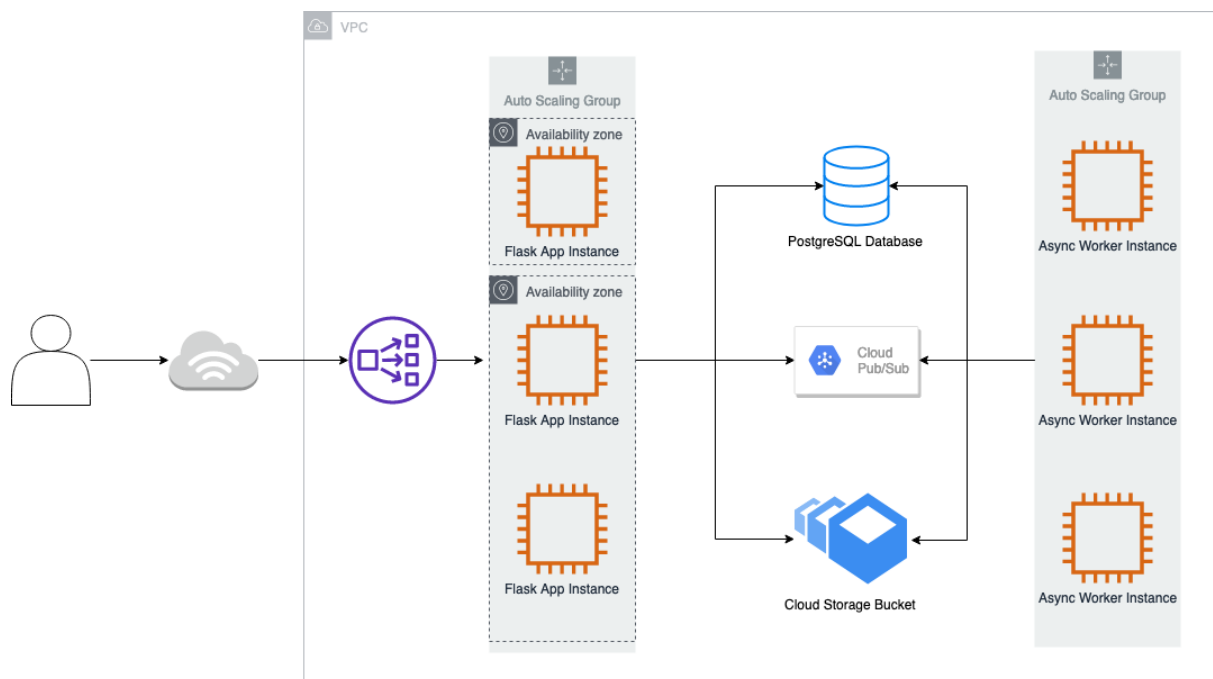 VPC
Auto Scaling Group
Availability zone
Flask App Instance
Availability zone
Flask App Instance
Flask App Instance
PostgreSQL Database
Cloud
Pub/Sub
Cloud Storage Bucket
Auto Scaling Group
Async Worker Instance
Async Worker Instance
Async Worker Instance